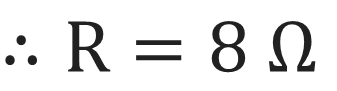 ∴ R = 8 Ω